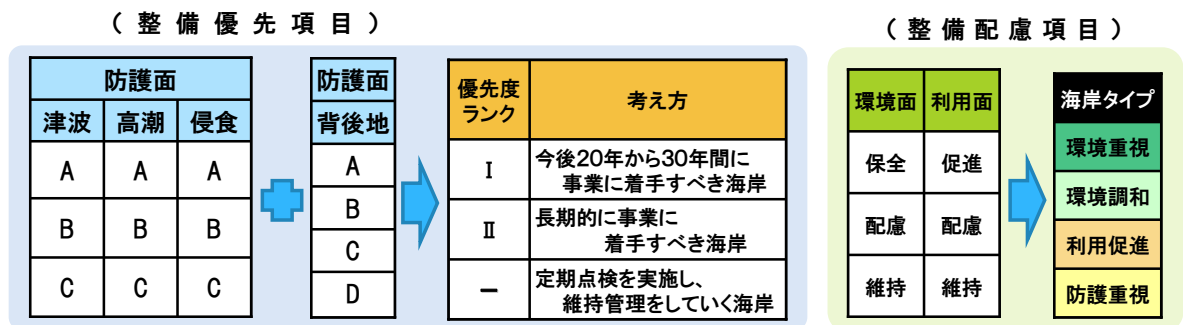 （整備優先項目）
防護面
津波 高潮 侵食
A A A
B B B
C C C
防護面
背後地
A
B
C
D
優先度
ランク
考え方
Ⅰ
今後20年から30年間に
事業に着手すべき海岸
Ⅱ
長期的に事業に
着手すべき海岸
－
定期点検を実施し、
維持管理をしていく海岸
（整備配慮項目）
環境面 利用面
保全 促進
配慮 配慮
維持 維持
海岸タイプ
環境重視
環境調和
利用促進
防護重視